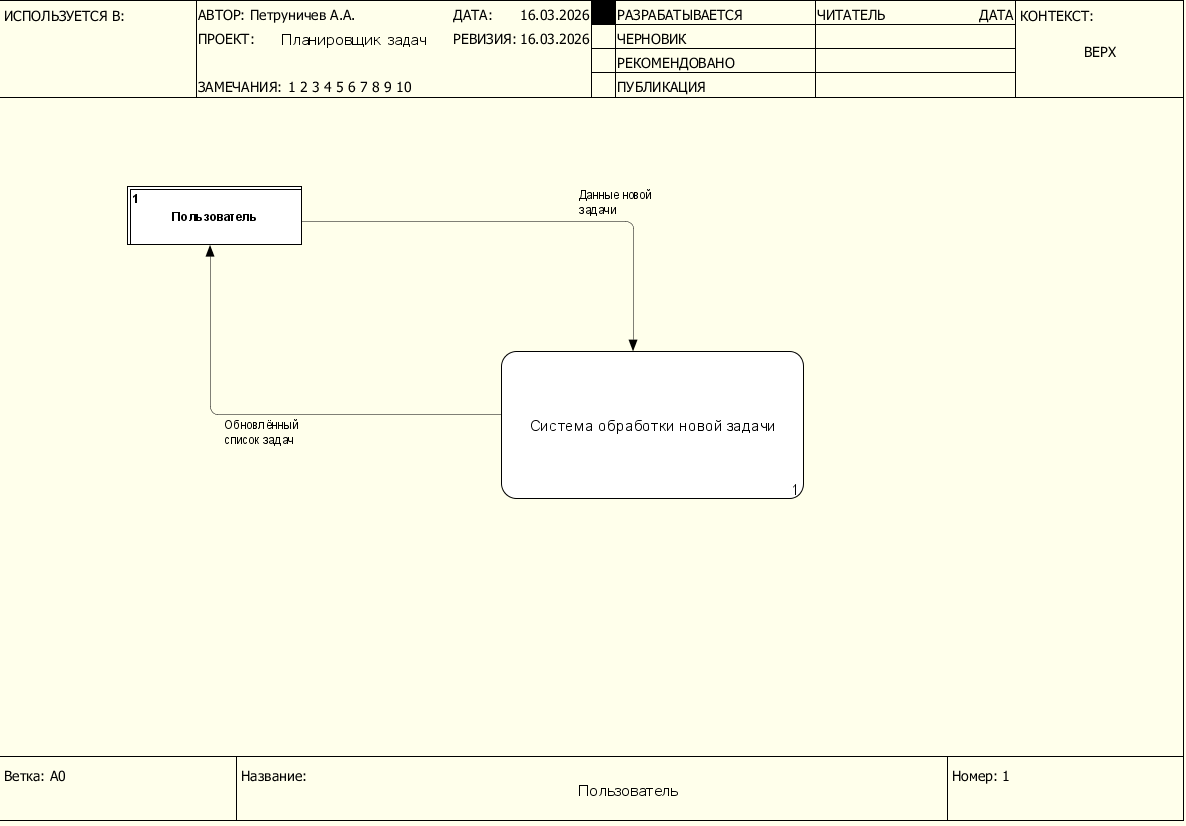 ИСПОЛЬЗУЕТСЯ В:
АВТОР: Петруничев А.А.
ДАТА: 16.03.2026
РАЗРАБАТЫВАЕТСЯ
ЧИТАТЕЛЬ
ДАТА
КОНТЕКСТ:
ПРОЕКТ: Планировщик задач
РЕВИЗИЯ: 16.03.2026
ЧЕРНОВИК
ВЕРХ
РЕКОМЕНДОВАНО
ЗАМЕЧАНИЯ: 1 2 3 4 5 6 7 8 9 10
ПУБЛИКАЦИЯ
1
Пользователь
Данные новой
задачи
Обновлённый
список задач
Система обработки новой задачи
1
Ветка: A0
Название:
Пользователь
Номер: 1